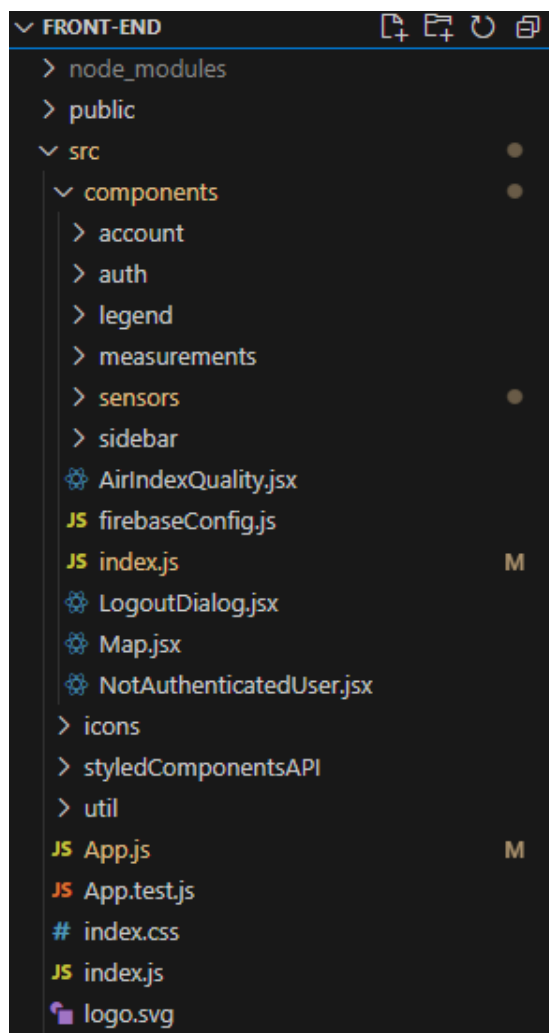 FRONT-END
node_modules
public
src
components
account
auth
legend
measurements
sensors
sidebar
AirIndexQuality.jsx
JS firebaseConfig.js
JS index.js M
LogoutDialog.jsx
Map.jsx
NotAuthenticatedUser.jsx
icons
styledComponentsAPI
util
JS App.js M
JS App.test.js
# index.css
JS index.js
logo.svg